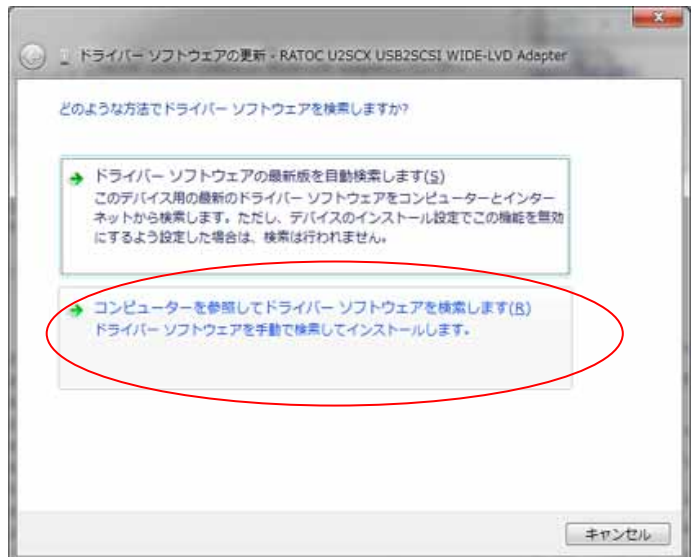 ドライバー ソフトウェアの更新 - RATOC U2SCX USB2SCSI WIDE-LVD Adapter
どのような方法でドライバー ソフトウェアを検索しますか?
ドライバー ソフトウェアの最新版を自動検索します(S)
このデバイス用の最新のドライバー ソフトウェアをコンピューターとインター
ネットから検索します。ただし、デバイスのインストール設定でこの機能を無効
にするよう設定した場合は、検索は行われません。
コンピューターを参照してドライバー ソフトウェアを検索します(R)
ドライバー ソフトウェアを手動で検索してインストールします。
キャンセル